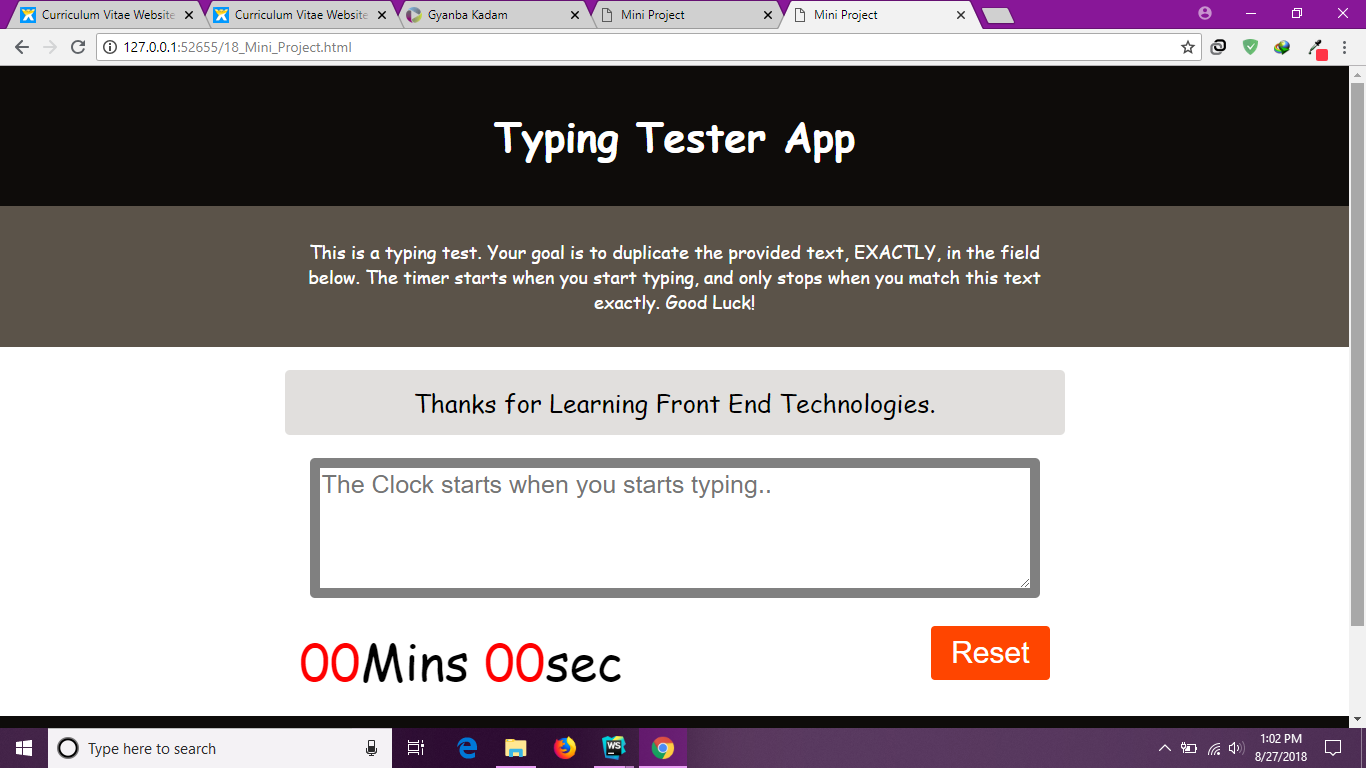 Curriculum Vitae Website
Curriculum Vitae Website
Gyanba Kadam
Mini Project
Mini Project
127.0.0.1:52655/18_Mini_Project.html
Typing Tester App
This is a typing test. Your goal is to duplicate the provided text, EXACTLY, in the field
below. The timer starts when you start typing, and only stops when you match this text
exactly. Good Luck!
Thanks for Learning Front End Technologies.
The Clock starts when you starts typing..
00Mins 00sec
Reset
Type here to search
WS
1:02 PM
8/27/2018